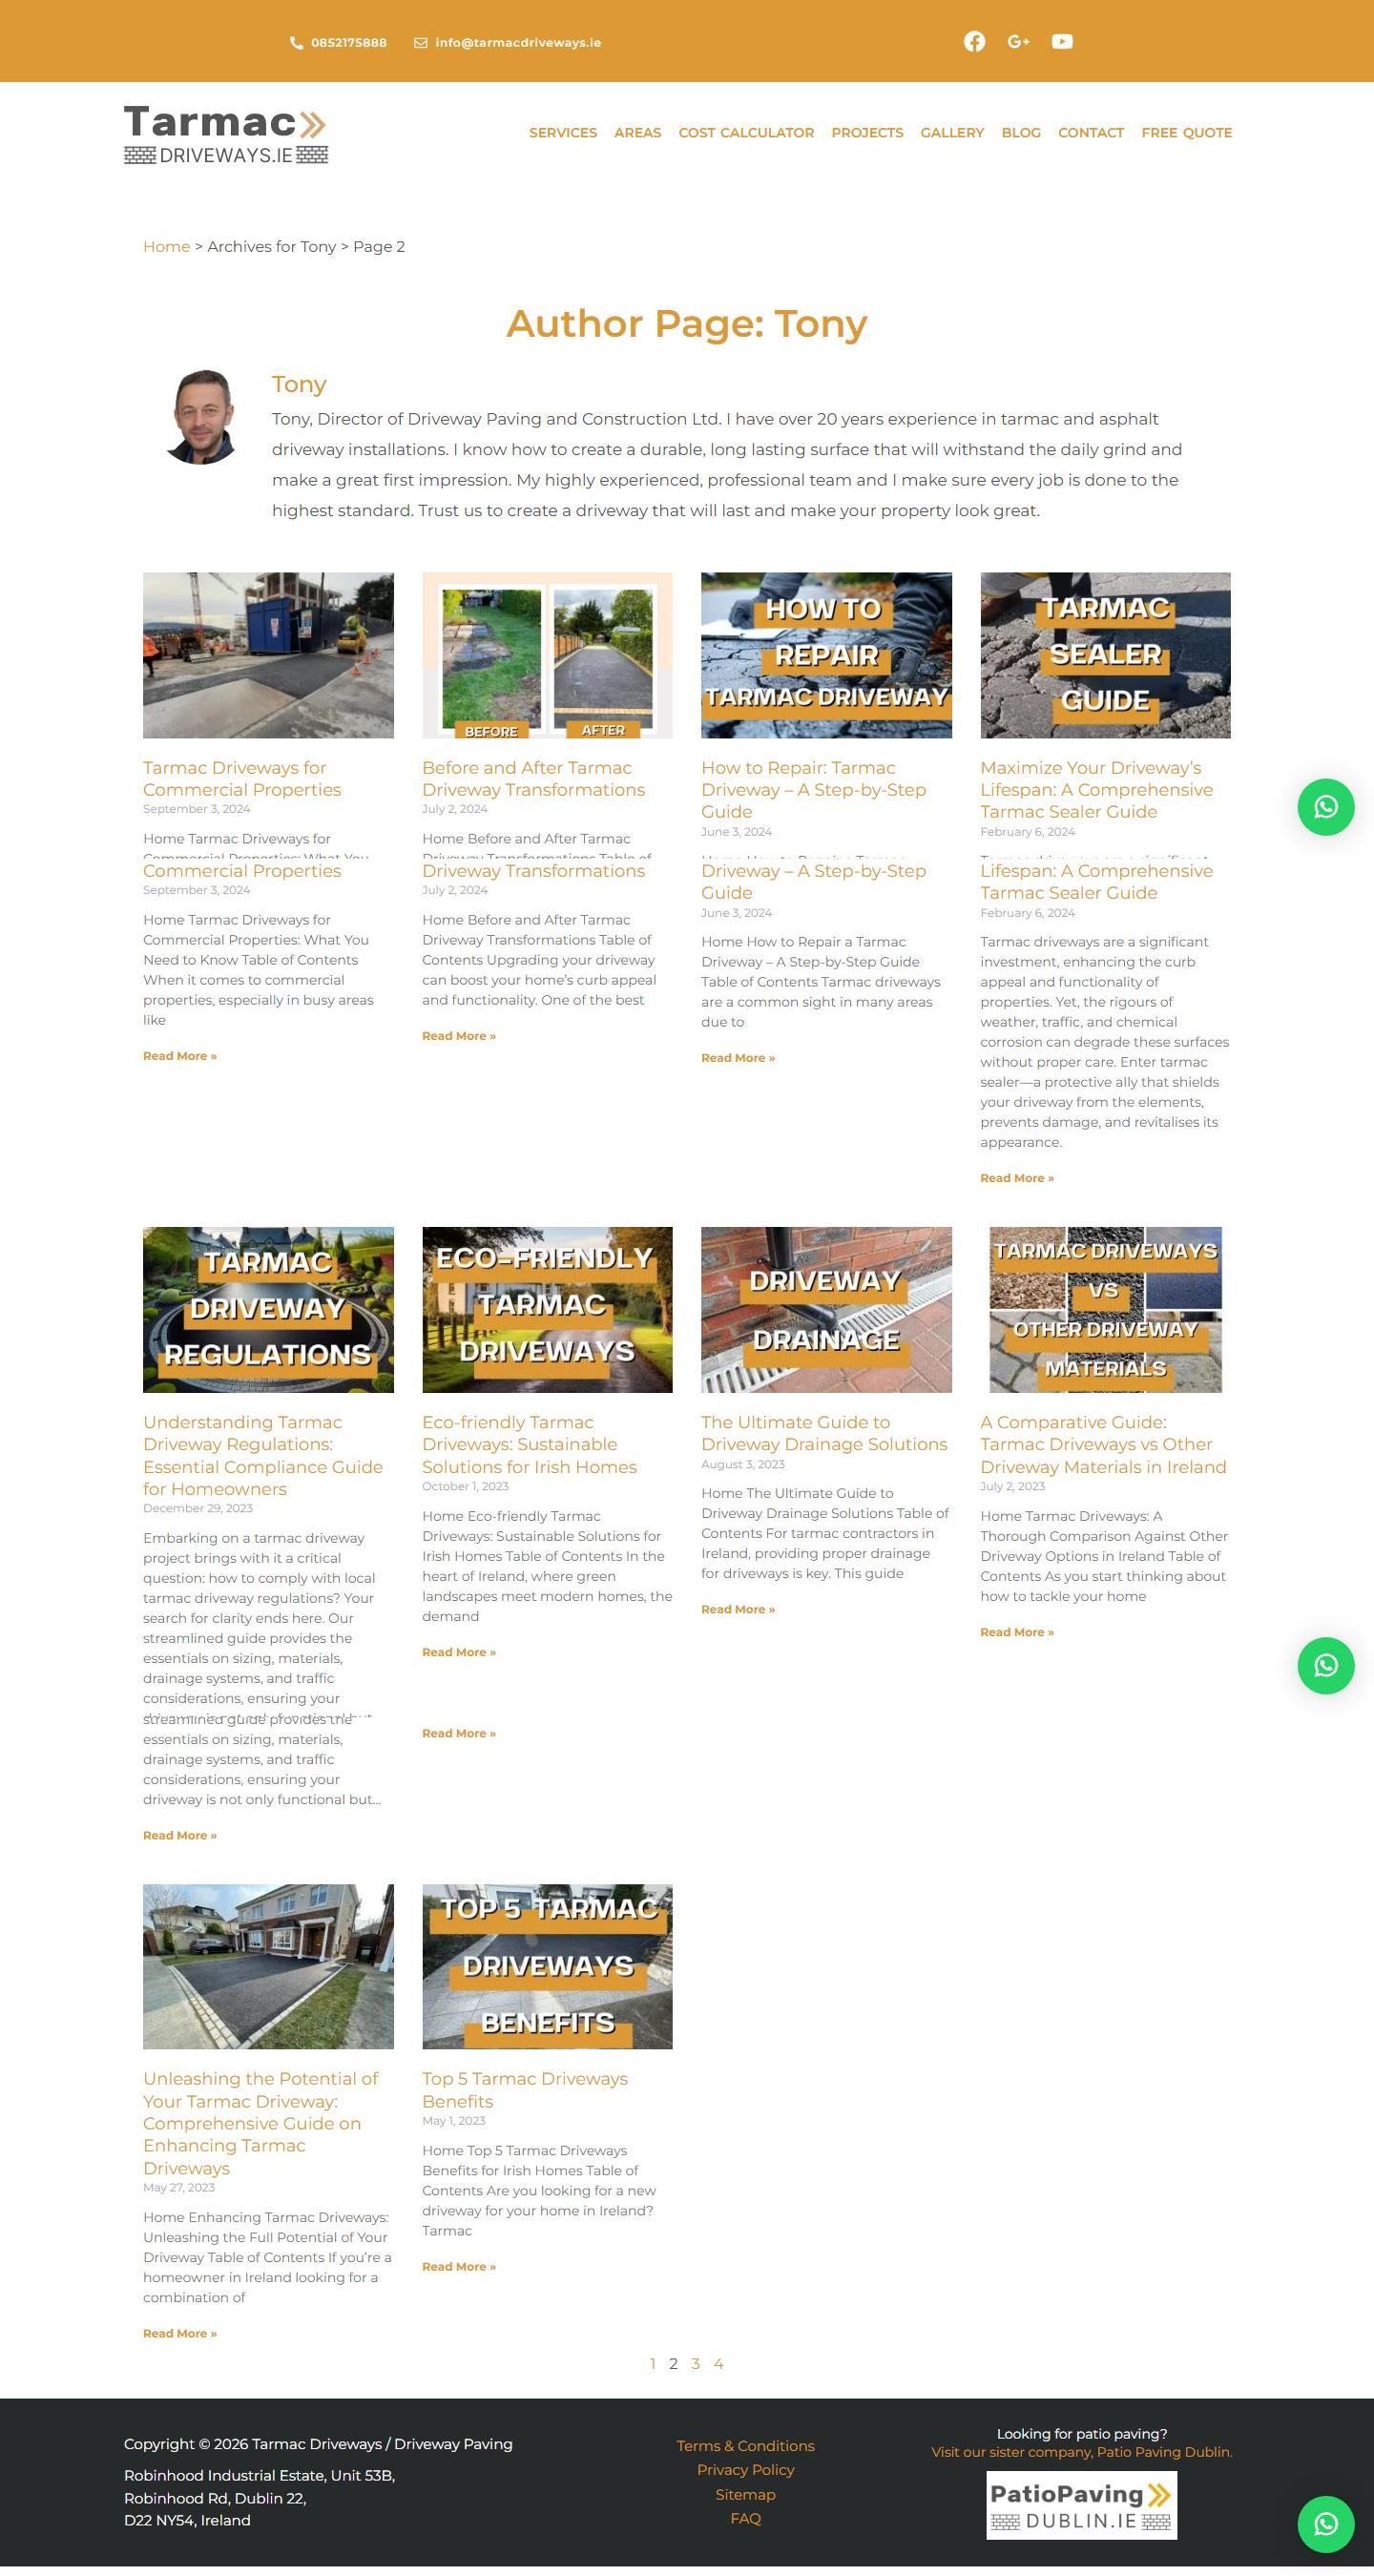 0852175888
info@tarmacdriveways.ie
Tarmac
DRIVEWAYS.IE
SERVICES AREAS COST CALCULATOR PROJECTS GALLERY BLOG CONTACT FREE QUOTE
Home > Archives for Tony > Page 2
Author Page: Tony
Tony
Tony, Director of Driveway Paving and Construction Ltd. I have over 20 years experience in tarmac and asphalt
driveway installations. I know how to create a durable, long lasting surface that will withstand the daily grind and
make a great first impression. My highly experienced, professional team and I make sure every job is done to the
highest standard. Trust us to create a driveway that will last and make your property look great.
Tarmac Driveways for
Commercial Properties
September 3, 2024
Home Tarmac Driveways for
Commercial Properties: What You
Commercial Properties
September 3, 2024
Home Tarmac Driveways for
Commercial Properties: What You
Need to Know Table of Contents
When it comes to commercial
properties, especially in busy areas
like
Read More »
BEFORE
AFTER
Before and After Tarmac
Driveway Transformations
July 2, 2024
Home Before and After Tarmac
Driveway Transformations Table of
Driveway Transformations
July 2, 2024
Home Before and After Tarmac
Driveway Transformations Table of
Contents Upgrading your driveway
can boost your home's curb appeal
and functionality. One of the best
Read More »
HOW TO
REPAIR
TARMAC DRIVEWAY
How to Repair: Tarmac
Driveway – A Step-by-Step
Guide
June 3, 2024
Driveway – A Step-by-Step
Guide
June 3, 2024
Home How to Repair a Tarmac
Driveway – A Step-by-Step Guide
Table of Contents Tarmac driveways
are a common sight in many areas
due to
Read More »
TARMAC
SEALER
GUIDE
Maximize Your Driveway's
Lifespan: A Comprehensive
Tarmac Sealer Guide
February 6, 2024
Lifespan: A Comprehensive
Tarmac Sealer Guide
February 6, 2024
Tarmac driveways are a significant
investment, enhancing the curb
appeal and functionality of
properties. Yet, the rigours of
weather, traffic, and chemical
corrosion can degrade these surfaces
without proper care. Enter tarmac
sealer—a protective ally that shields
your driveway from the elements,
prevents damage, and revitalises its
appearance.
Read More »
TARMAC
DRIVEWAY
REGULATIONS
Understanding Tarmac
Driveway Regulations:
Essential Compliance Guide
for Homeowners
December 29, 2023
Embarking on a tarmac driveway
project brings with it a critical
question: how to comply with local
tarmac driveway regulations? Your
search for clarity ends here. Our
streamlined guide provides the
essentials on sizing, materials,
drainage systems, and traffic
considerations, ensuring your
streamlined guide provides the
essentials on sizing, materials,
drainage systems, and traffic
considerations, ensuring your
driveway is not only functional but...
Read More »
ECO-FRIENDLY
TARMAC
DRIVEWAYS
Eco-friendly Tarmac
Driveways: Sustainable
Solutions for Irish Homes
October 1, 2023
Home Eco-friendly Tarmac
Driveways: Sustainable Solutions for
Irish Homes Table of Contents In the
heart of Ireland, where green
landscapes meet modern homes, the
demand
Read More »
Read More »
DRIVEWAY
DRAINAGE
The Ultimate Guide to
Driveway Drainage Solutions
August 3, 2023
Home The Ultimate Guide to
Driveway Drainage Solutions Table of
Contents For tarmac contractors in
Ireland, providing proper drainage
for driveways is key. This guide
Read More »
TARMAC DRIVEWAYS
VS
OTHER DRIVEWAY
MATERIALS
A Comparative Guide:
Tarmac Driveways vs Other
Driveway Materials in Ireland
July 2, 2023
Home Tarmac Driveways: A
Thorough Comparison Against Other
Driveway Options in Ireland Table of
Contents As you start thinking about
how to tackle your home
Read More »
Unleashing the Potential of
Your Tarmac Driveway:
Comprehensive Guide on
Enhancing Tarmac
Driveways
May 27, 2023
Home Enhancing Tarmac Driveways:
Unleashing the Full Potential of Your
Driveway Table of Contents If you're a
homeowner in Ireland looking for a
combination of
Read More »
TOP 5 TARMAC
DRIVEWAYS
BENEFITS
Top 5 Tarmac Driveways
Benefits
May 1, 2023
Home Top 5 Tarmac Driveways
Benefits for Irish Homes Table of
Contents Are you looking for a new
driveway for your home in Ireland?
Tarmac
Read More »
1 2 3 4
Copyright © 2026 Tarmac Driveways / Driveway Paving
Robinhood Industrial Estate, Unit 53B,
Robinhood Rd, Dublin 22,
D22 NY54, Ireland
Terms & Conditions
Privacy Policy
Sitemap
FAQ
Looking for patio paving?
Visit our sister company, Patio Paving Dublin.
PatioPaving
DUBLIN.IE